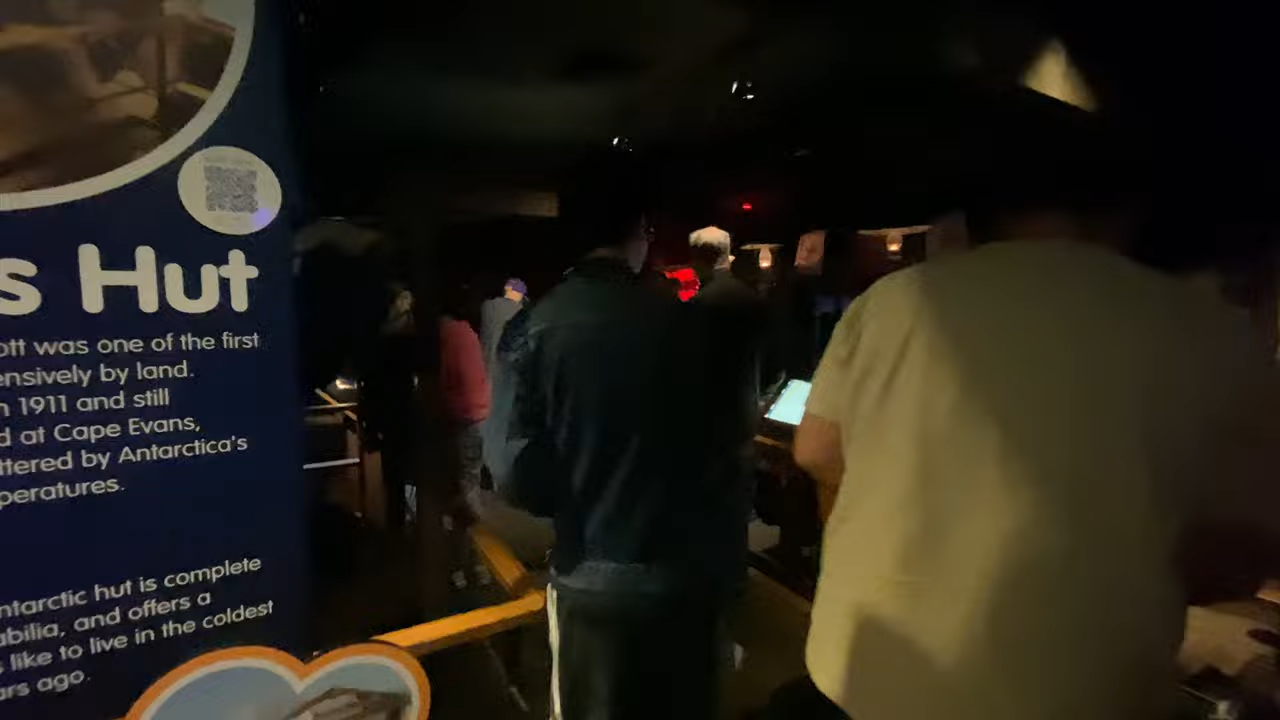 s Hut
ott was one of the first
ensively by land.
n 1911 and still
d at Cape Evans,
ttered by Antarctica's
peratures.
ntarctic hut is complete
abilia, and offers a
s like to live in the coldest
ars ago.